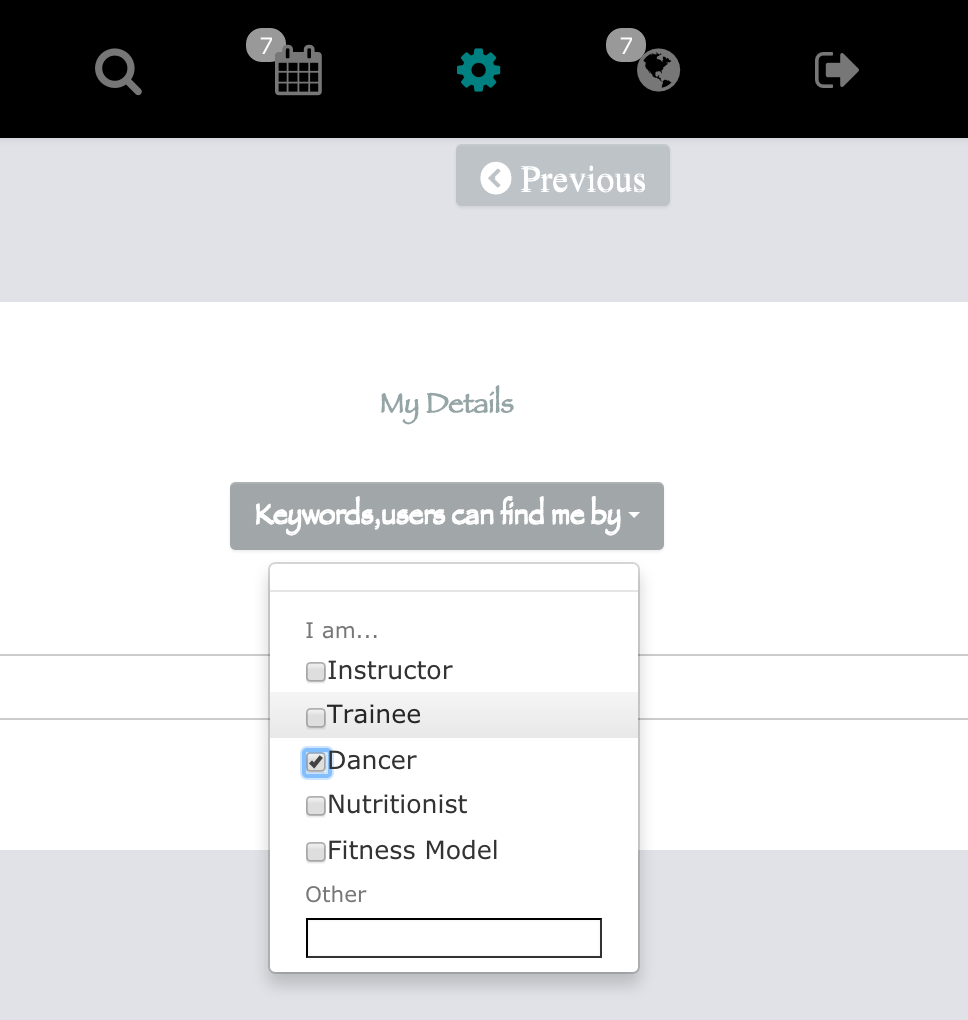 7
7
Previous
My Details
Keywords,users can find me by
I am...
Instructor
Trainee
Dancer
Nutritionist
Fitness Model
Other